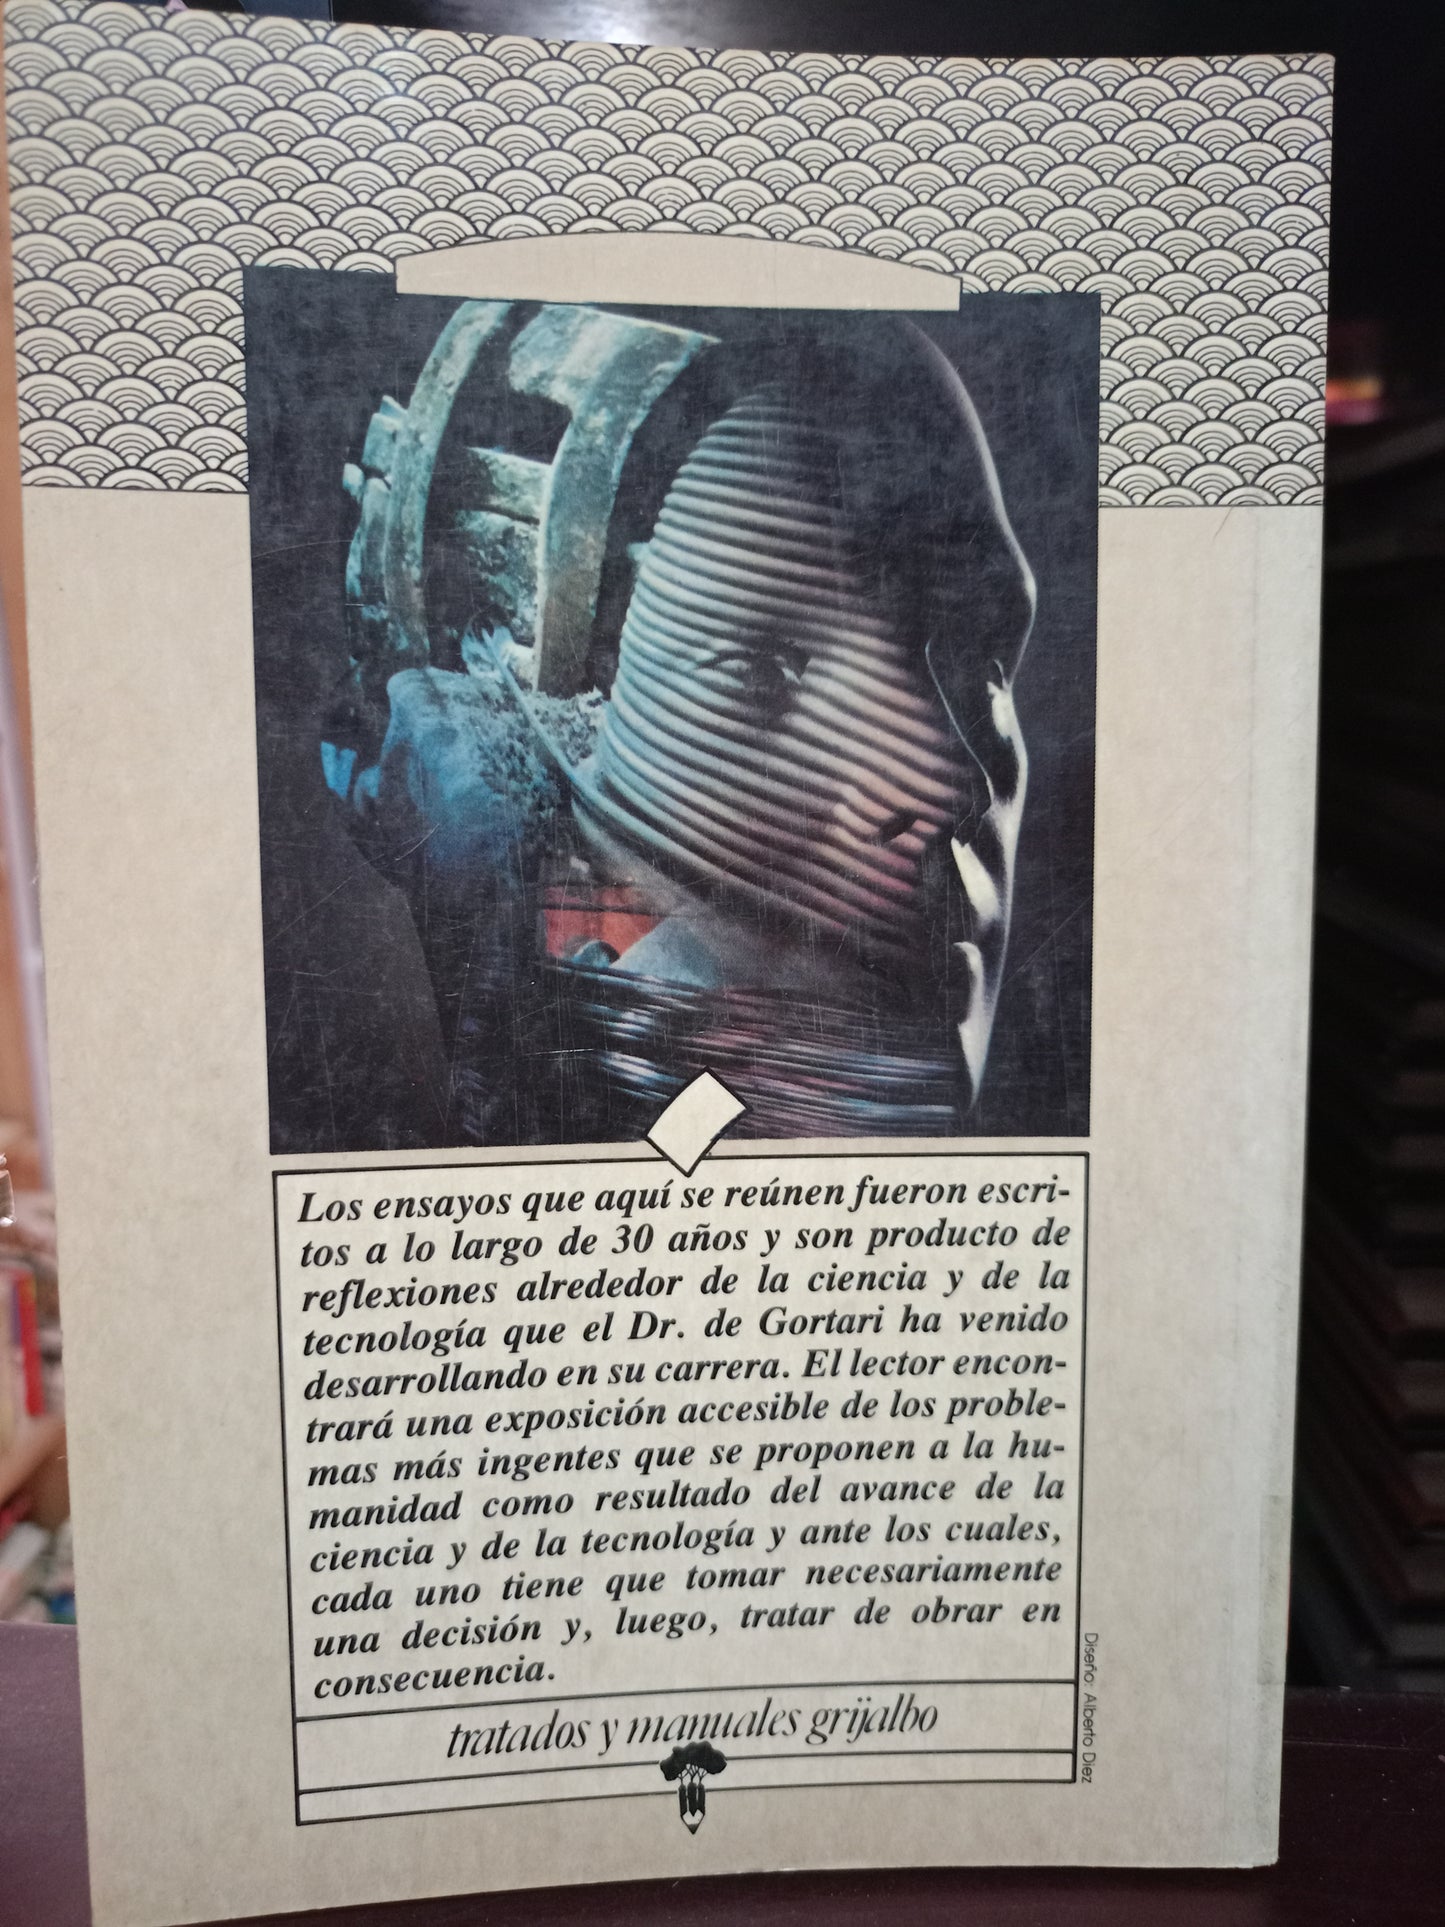 Los ensayos que aquí se reúnen fueron escri-
tos a lo largo de 30 años y son producto de
reflexiones alrededor de la ciencia y de la
tecnología que el Dr. de Gortari ha venido
desarrollando en su carrera. El lector encon-
trará una exposición accesible de los proble-
mas más ingentes que se proponen a la hu-
manidad como resultado del avance de la
ciencia y de la tecnología y ante los cuales,
cada uno tiene que tomar necesariamente
una decisión y, luego, tratar de obrar en
consecuencia.
tratados y manuales grijalbo
Diseño: Alberto Diez